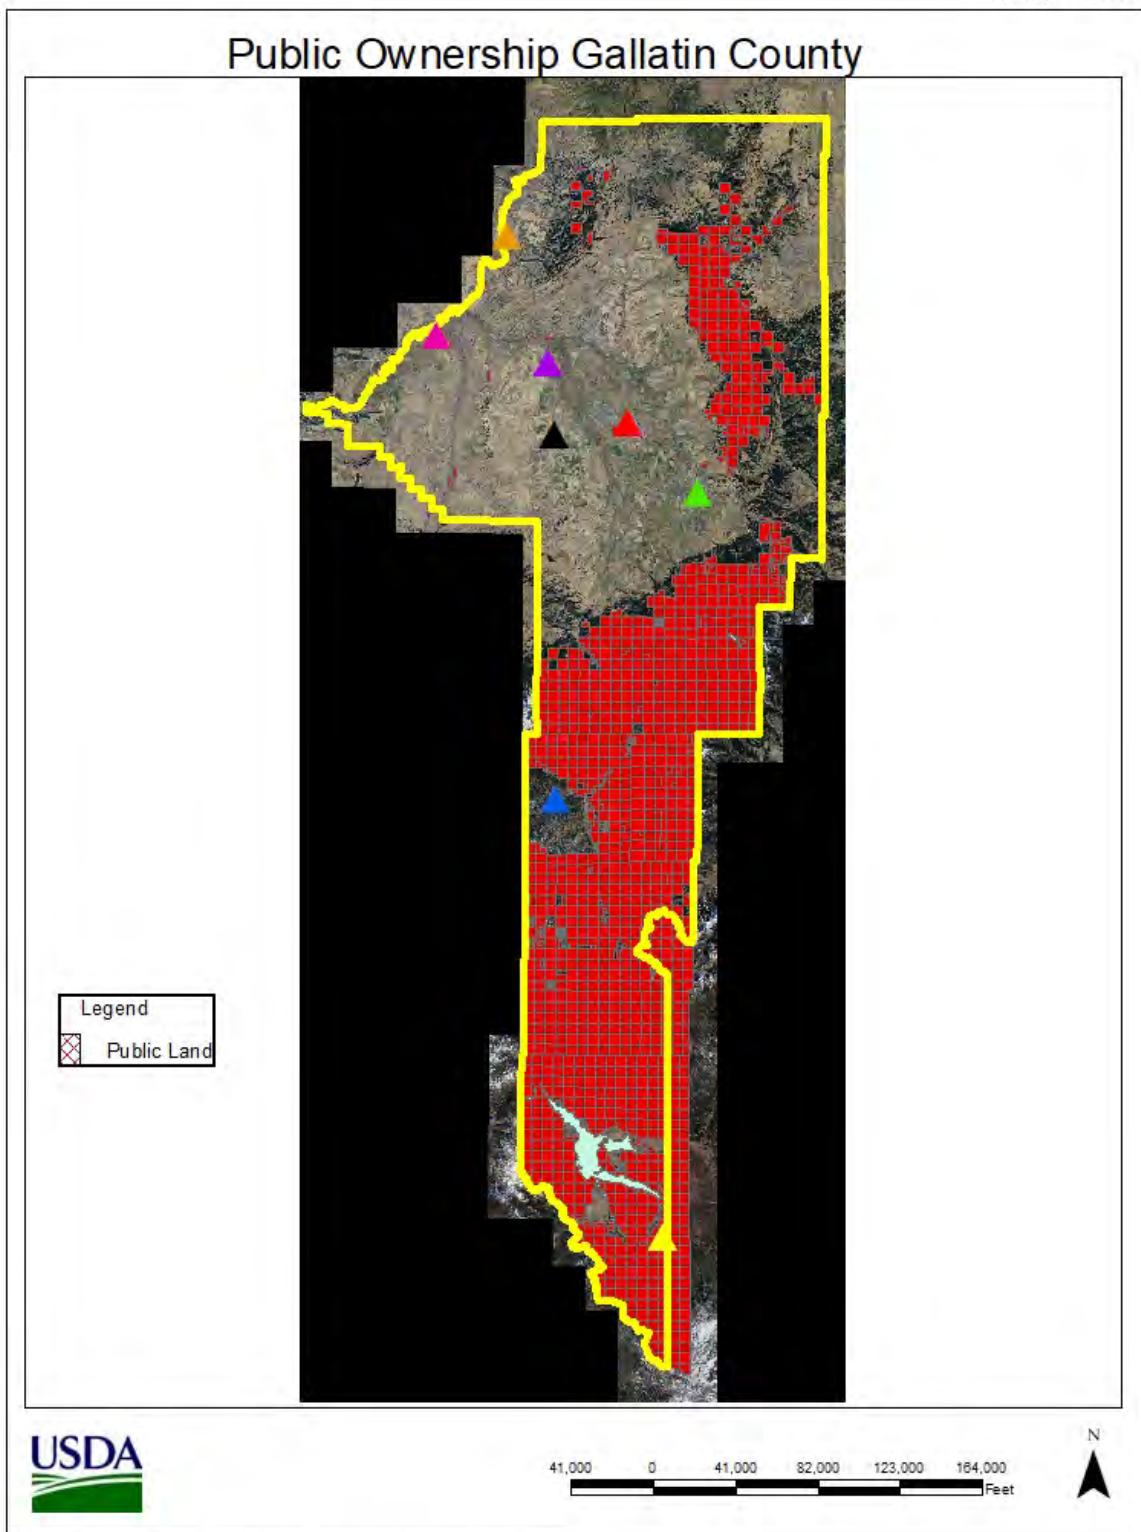 Public Ownership Gallatin County
Legend
Public Land
USDA
N
41,000 0 41,000 82,000 123,000 164,000
Feet